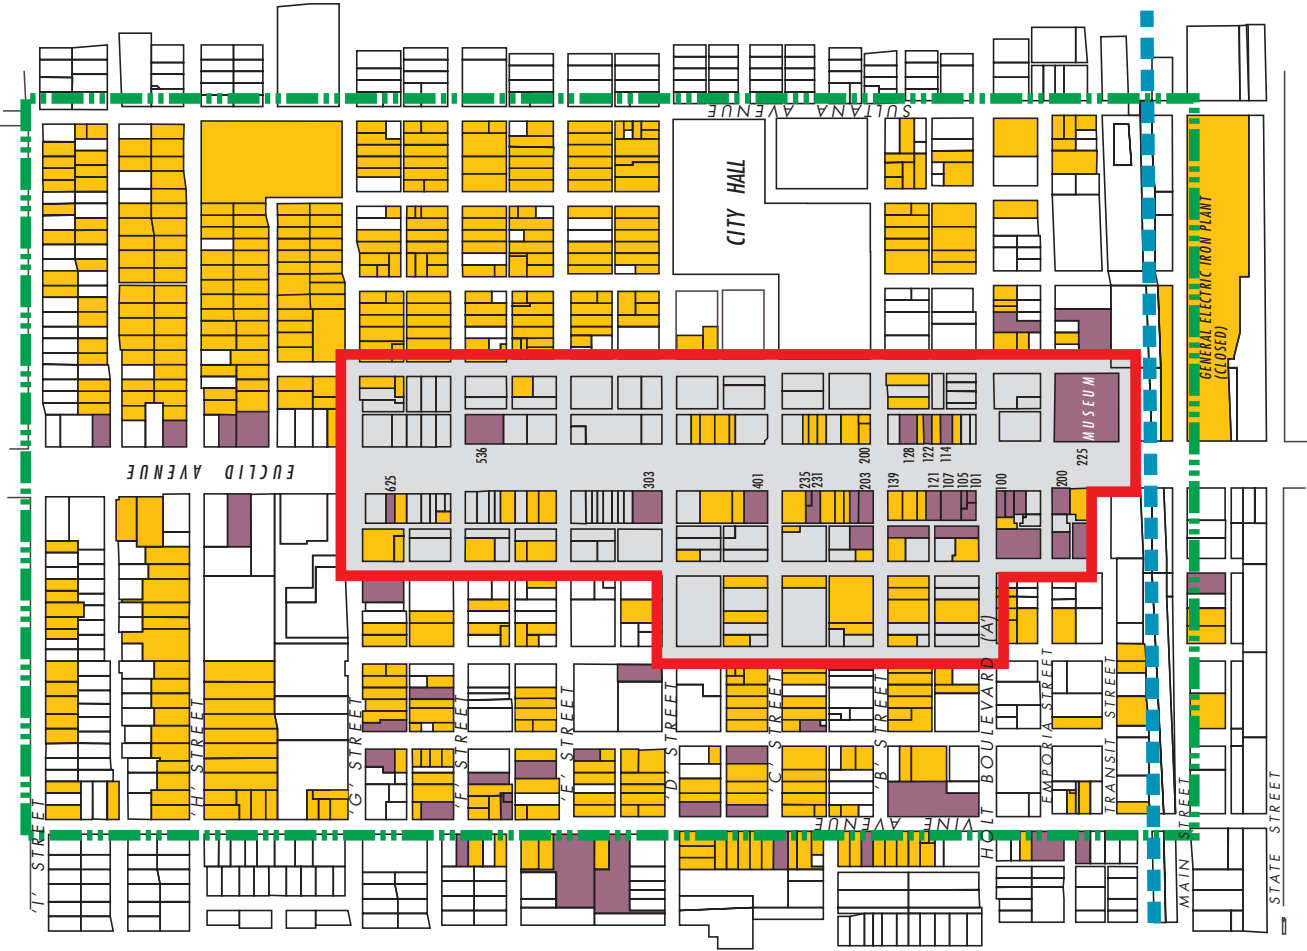 SULTANA AVENUE
CITY HALL
GENERAL ELECTRIC IRON PLANT
(CLOSED)
MUSEUM
EUCLID AVENUE
536
200
128
122
114
225
625
303
401
235
231
203
139
121
107
105
101
100
200
'I' STREET
'H' STREET
'G' STREET
'F' STREET
'E' STREET
'D' STREET
'C' STREET
'B' STREET
HOLT BOULEVARD ('A')
EMPORIA STREET
TRANSIT STREET
MAIN STREET
STATE STREET
VINE AVENUE